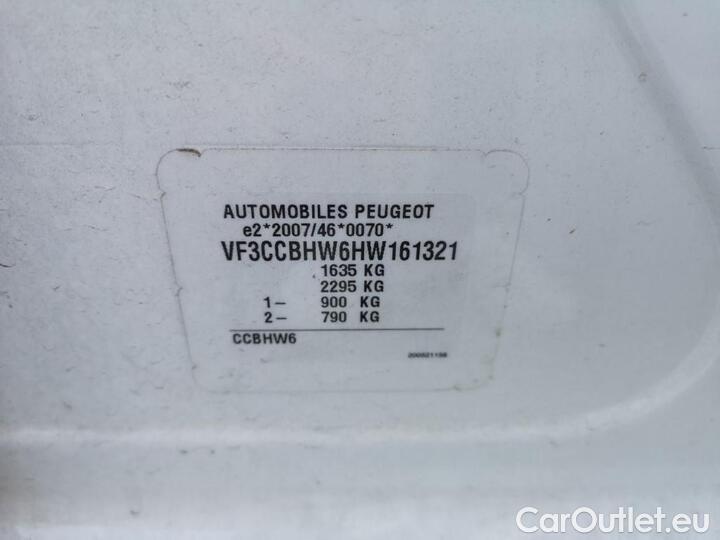 AUTOMOBILES PEUGEOT
e2*2007/46*0070*
VF3CCBHW6HW161321
1635 KG
2295 KG
1- 900 KG
2- 790 KG
CCBHW6
CarOutlet.eu